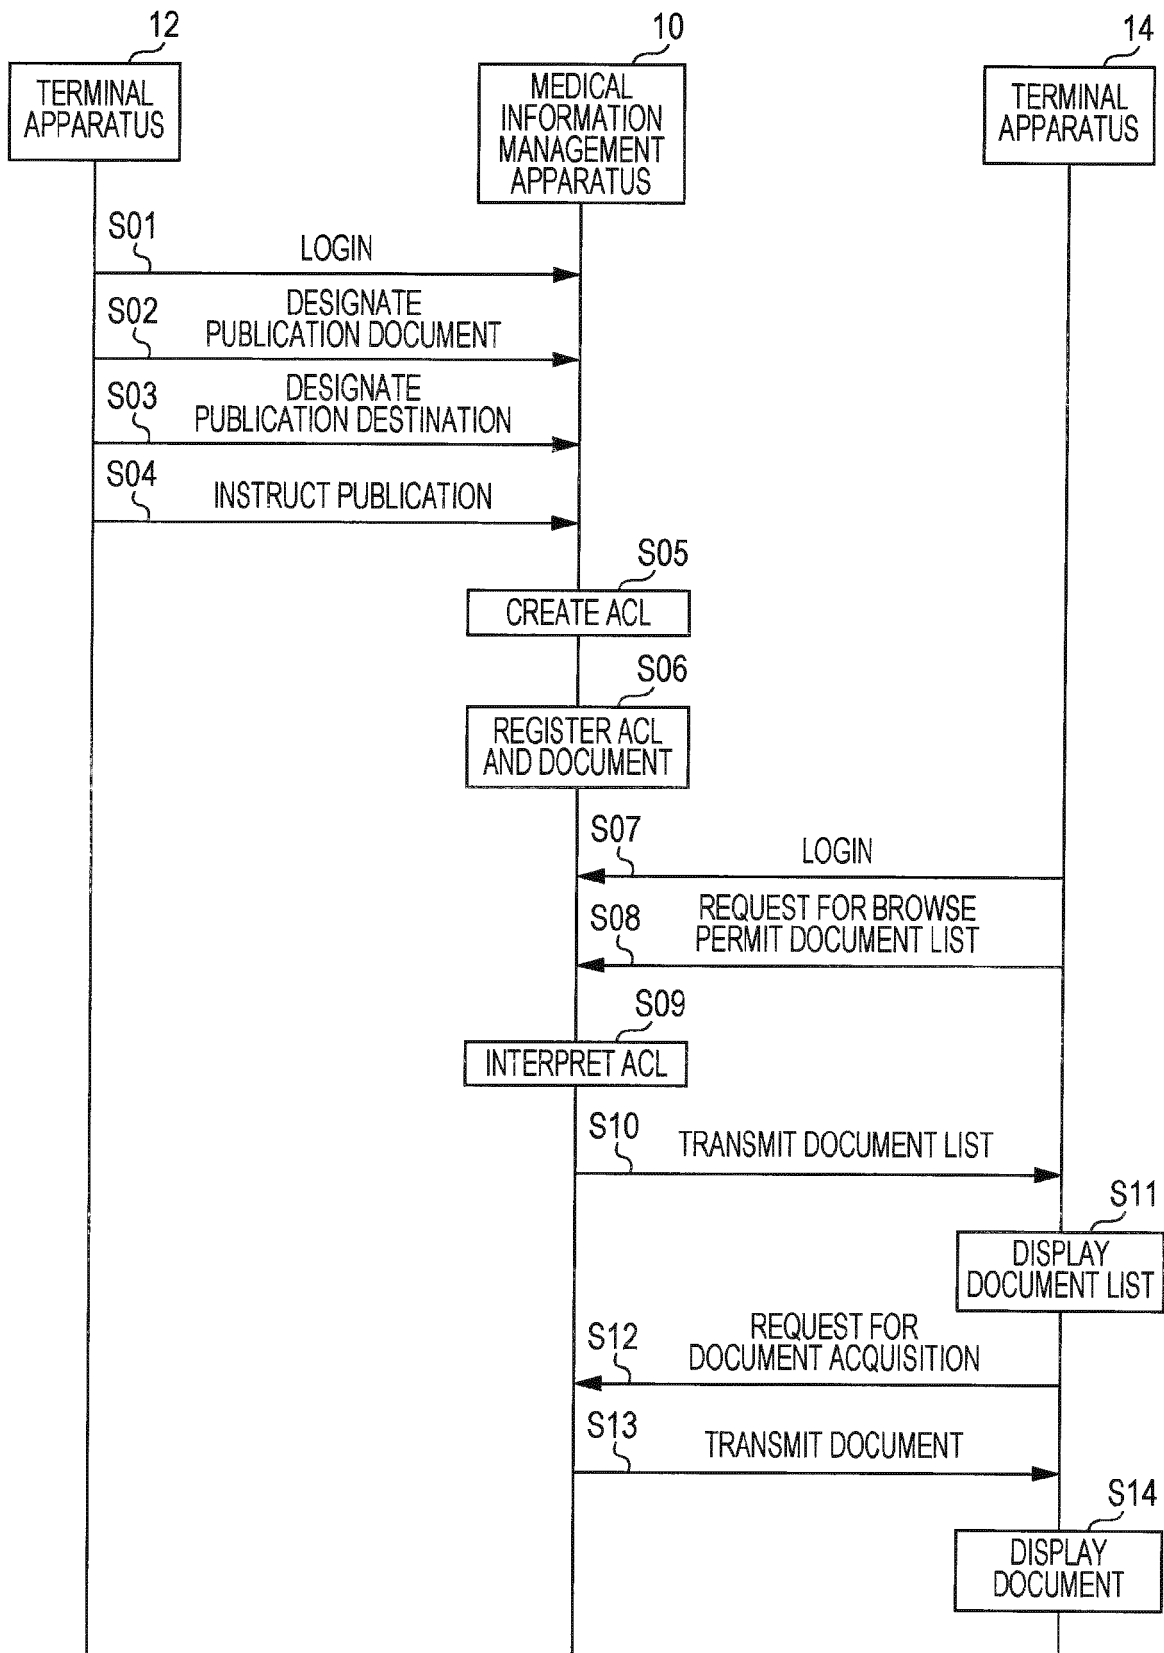 12
10
14
TERMINAL
APPARATUS
MEDICAL
INFORMATION
MANAGEMENT
APPARATUS
TERMINAL
APPARATUS
S01
LOGIN
S02
DESIGNATE
PUBLICATION DOCUMENT
S03
DESIGNATE
PUBLICATION DESTINATION
S04
INSTRUCT PUBLICATION
S05
CREATE ACL
S06
REGISTER ACL
AND DOCUMENT
S07
LOGIN
S08
REQUEST FOR BROWSE
PERMIT DOCUMENT LIST
S09
INTERPRET ACL
S10
TRANSMIT DOCUMENT LIST
S11
DISPLAY
DOCUMENT LIST
S12
REQUEST FOR
DOCUMENT ACQUISITION
S13
TRANSMIT DOCUMENT
S14
DISPLAY
DOCUMENT